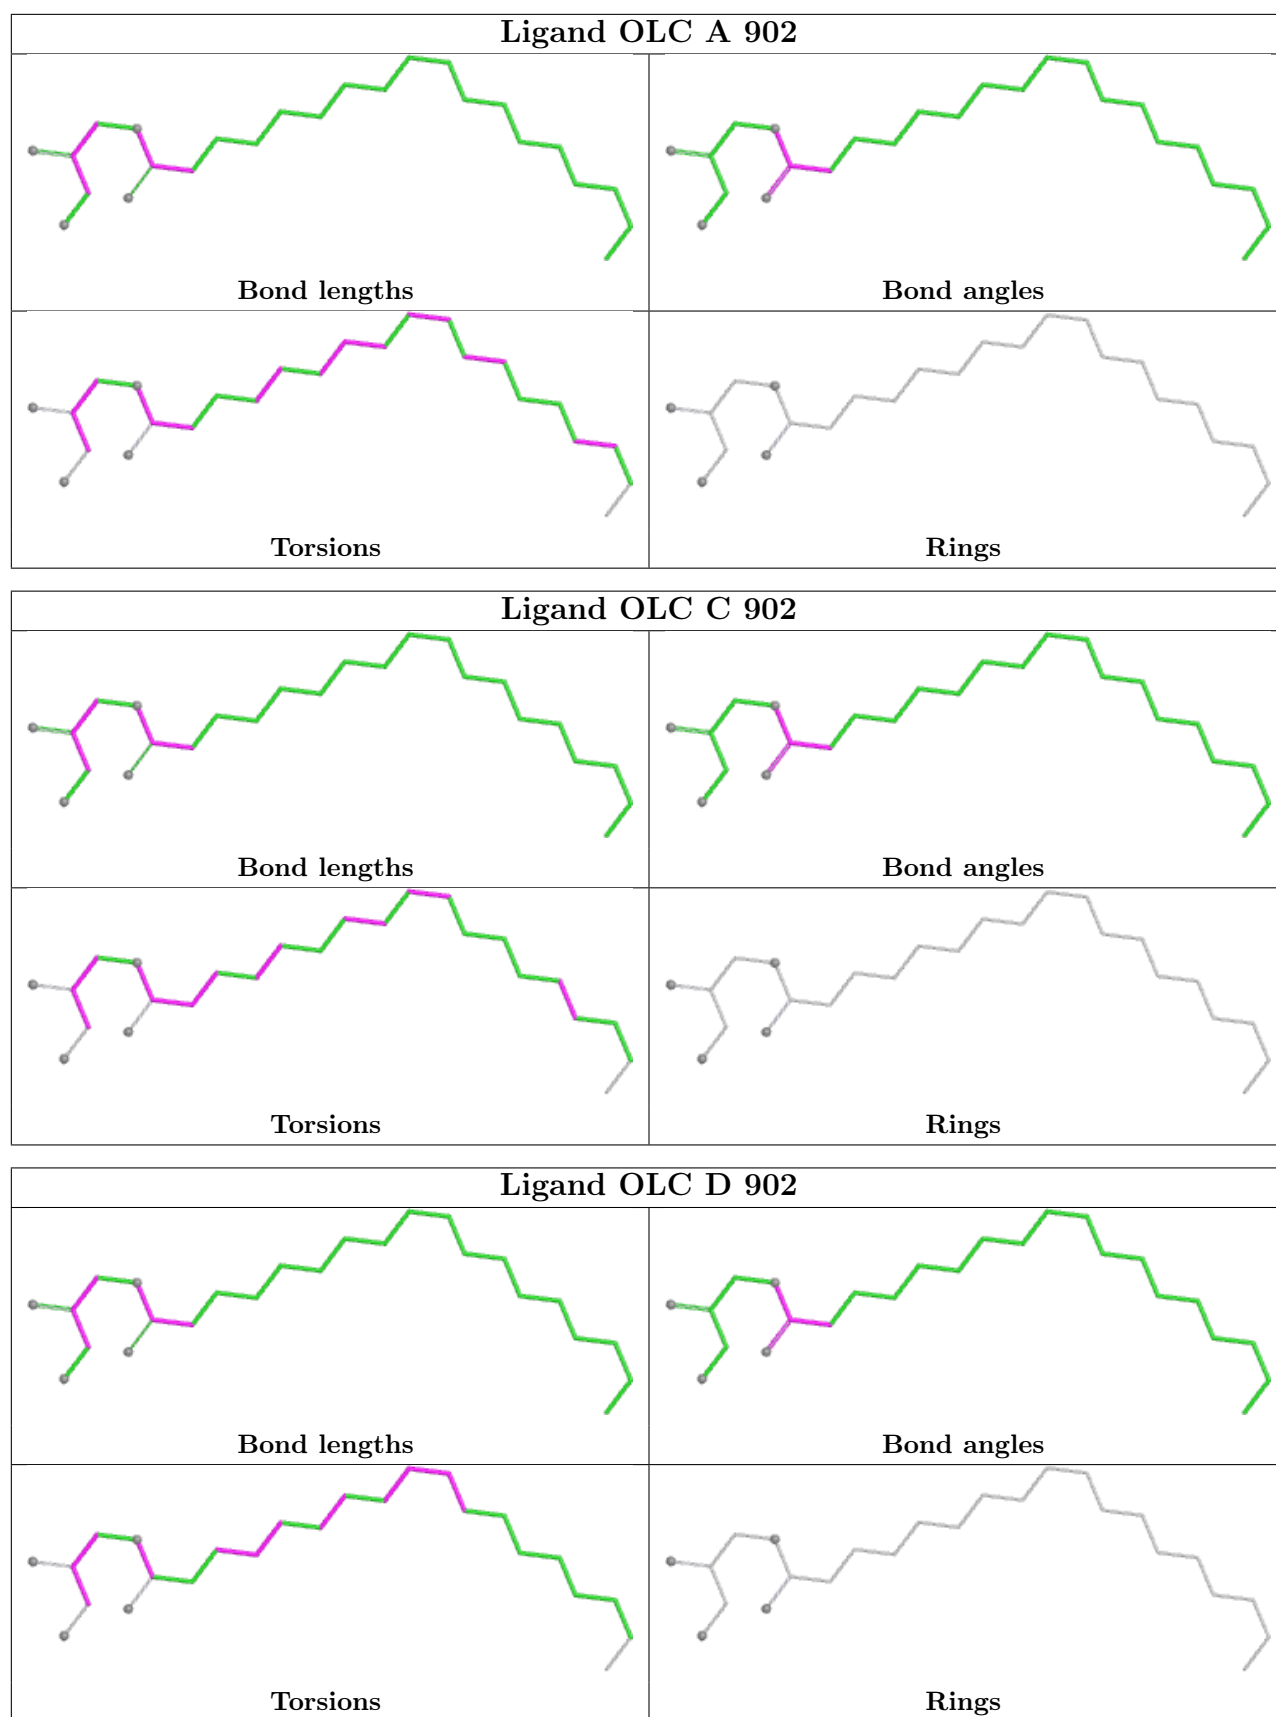 Ligand OLC A 902
Bond lengths
Bond angles
Torsions
Rings
Ligand OLC C 902
Bond lengths
Bond angles
Torsions
Rings
Ligand OLC D 902
Bond lengths
Bond angles
Torsions
Rings